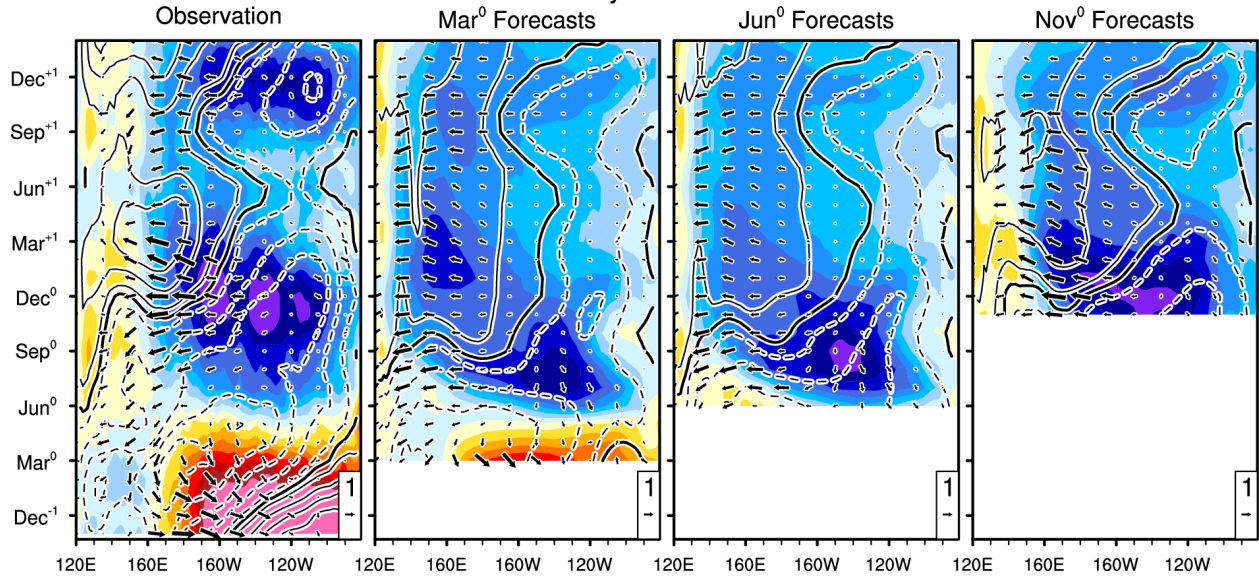 Observation
Mar⁰ Forecasts
Jun⁰ Forecasts
Nov⁰ Forecasts
Dec⁺¹
Sep⁺¹
Jun⁺¹
Mar⁺¹
Dec⁰
Sep⁰
Jun⁰
Mar⁰
Dec⁻¹
1
1
1
1
120E 160E 160W 120W 120E 160E 160W 120W 120E 160E 160W 120W 120E 160E 160W 120W